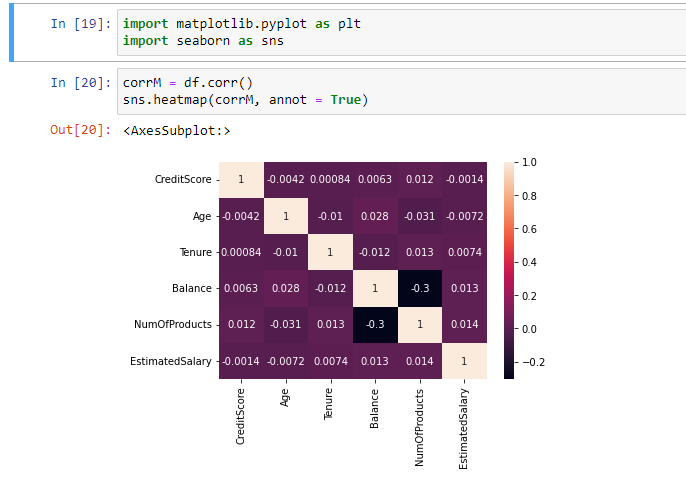 In [19]: import matplotlib.pyplot as plt
import seaborn as sns
In [20]: corrM = df.corr()
sns.heatmap(corrM, annot = True)
Out[20]: <AxesSubplot:>
CreditScore 1 -0.0042 0.00084 0.0063 0.012 -0.0014
Age -0.0042 1 -0.01 0.028 -0.031 -0.0072
Tenure 0.00084 -0.01 1 -0.012 0.013 0.0074
Balance 0.0063 0.028 -0.012 1 -0.3 0.013
NumOfProducts 0.012 -0.031 0.013 -0.3 1 0.014
EstimatedSalary -0.0014 -0.0072 0.0074 0.013 0.014 1
CreditScore
Age
Tenure
Balance
NumOfProducts
EstimatedSalary
1.0
0.8
0.6
0.4
0.2
0.0
−0.2